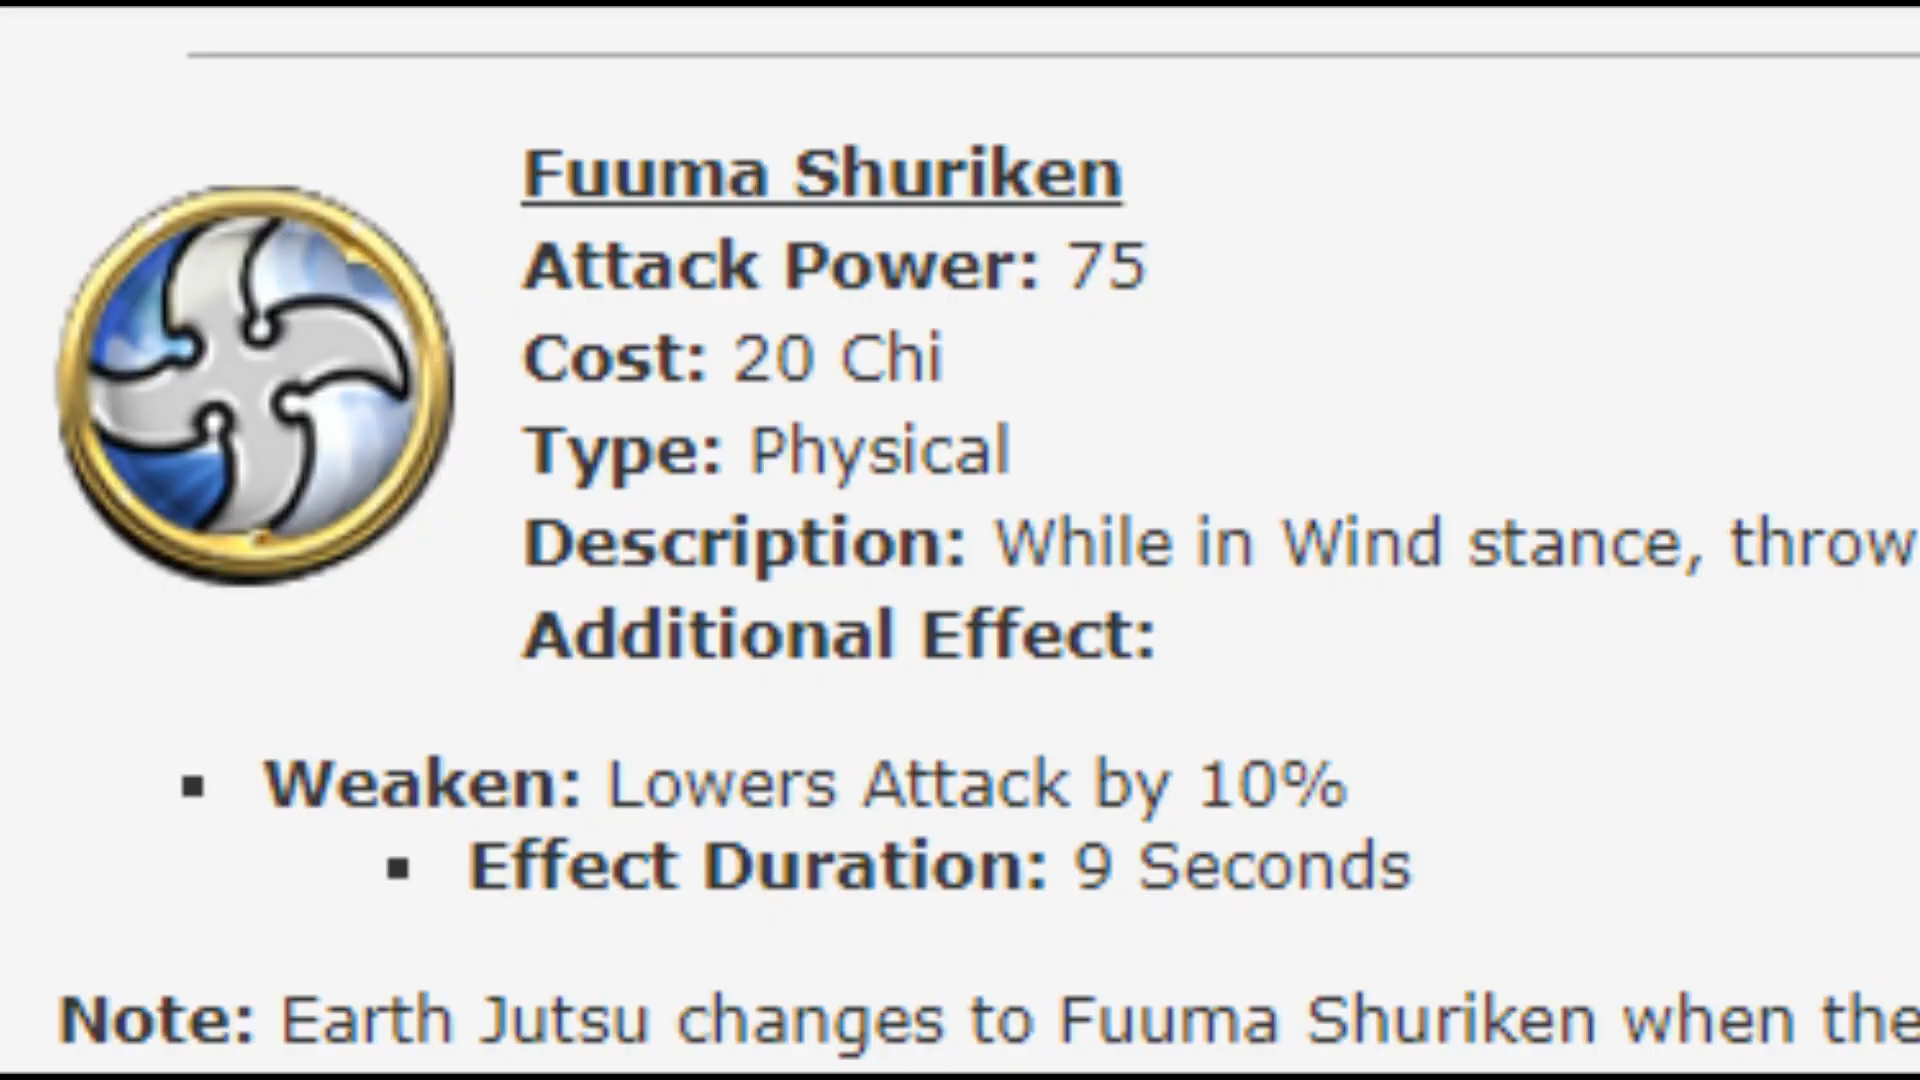 Fuuma Shuriken
Attack Power: 75
Cost: 20 Chi
Type: Physical
Description: While in Wind stance, throw
Additional Effect:
▪ Weaken: Lowers Attack by 10%
▪ Effect Duration: 9 Seconds
Note: Earth Jutsu changes to Fuuma Shuriken when the